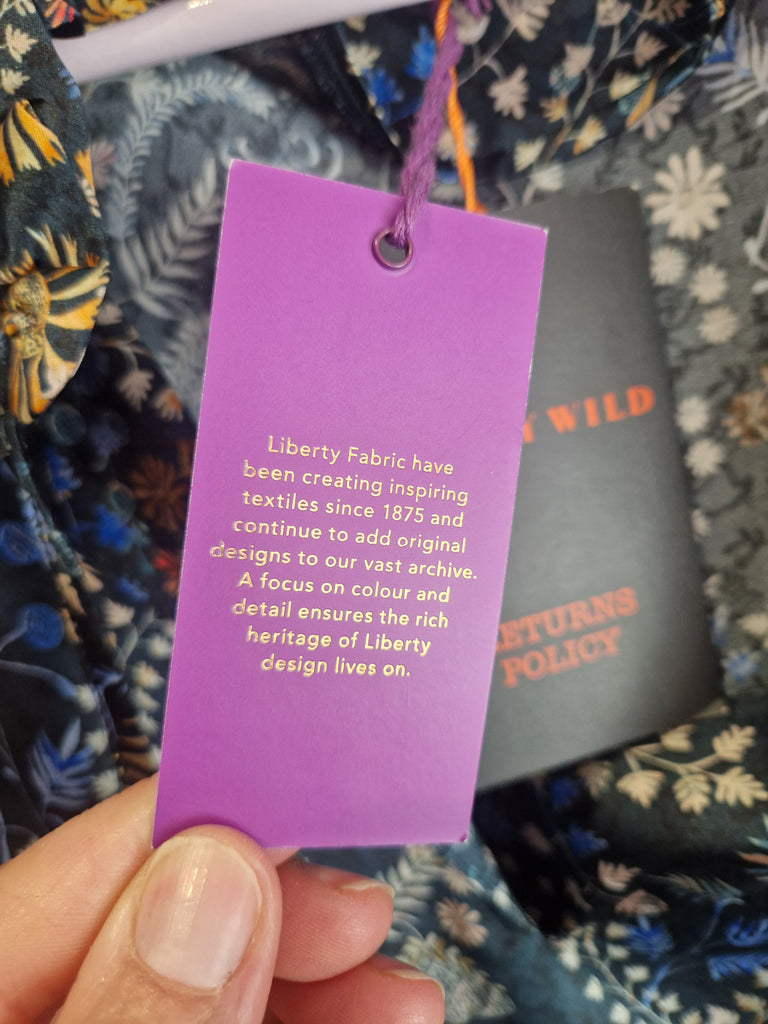 Liberty Fabric have
been creating inspiring
textiles since 1875 and
continue to add original
designs to our vast archive.
A focus on colour and
detail ensures the rich
heritage of Liberty
design lives on.
WILD
RETURNS
POLICY